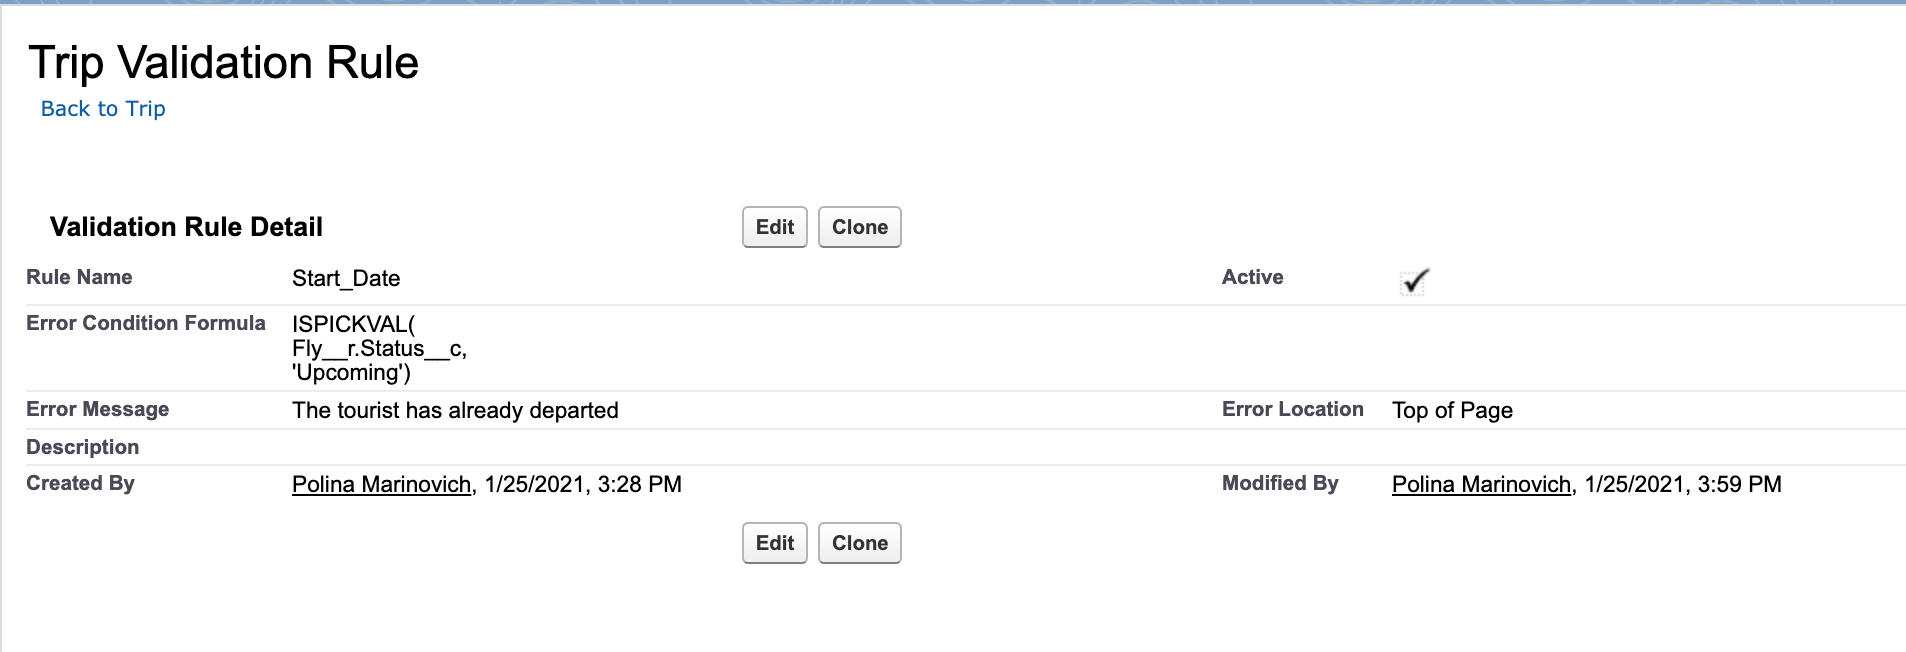 Trip Validation Rule
Back to Trip
Validation Rule Detail
Edit
Clone
Rule Name
Start_Date
Active
Error Condition Formula
ISPICKVAL(
Fly__r.Status__c,
'Upcoming')
Error Message
The tourist has already departed
Error Location
Top of Page
Description
Created By
Polina Marinovich, 1/25/2021, 3:28 PM
Modified By
Polina Marinovich, 1/25/2021, 3:59 PM
Edit
Clone